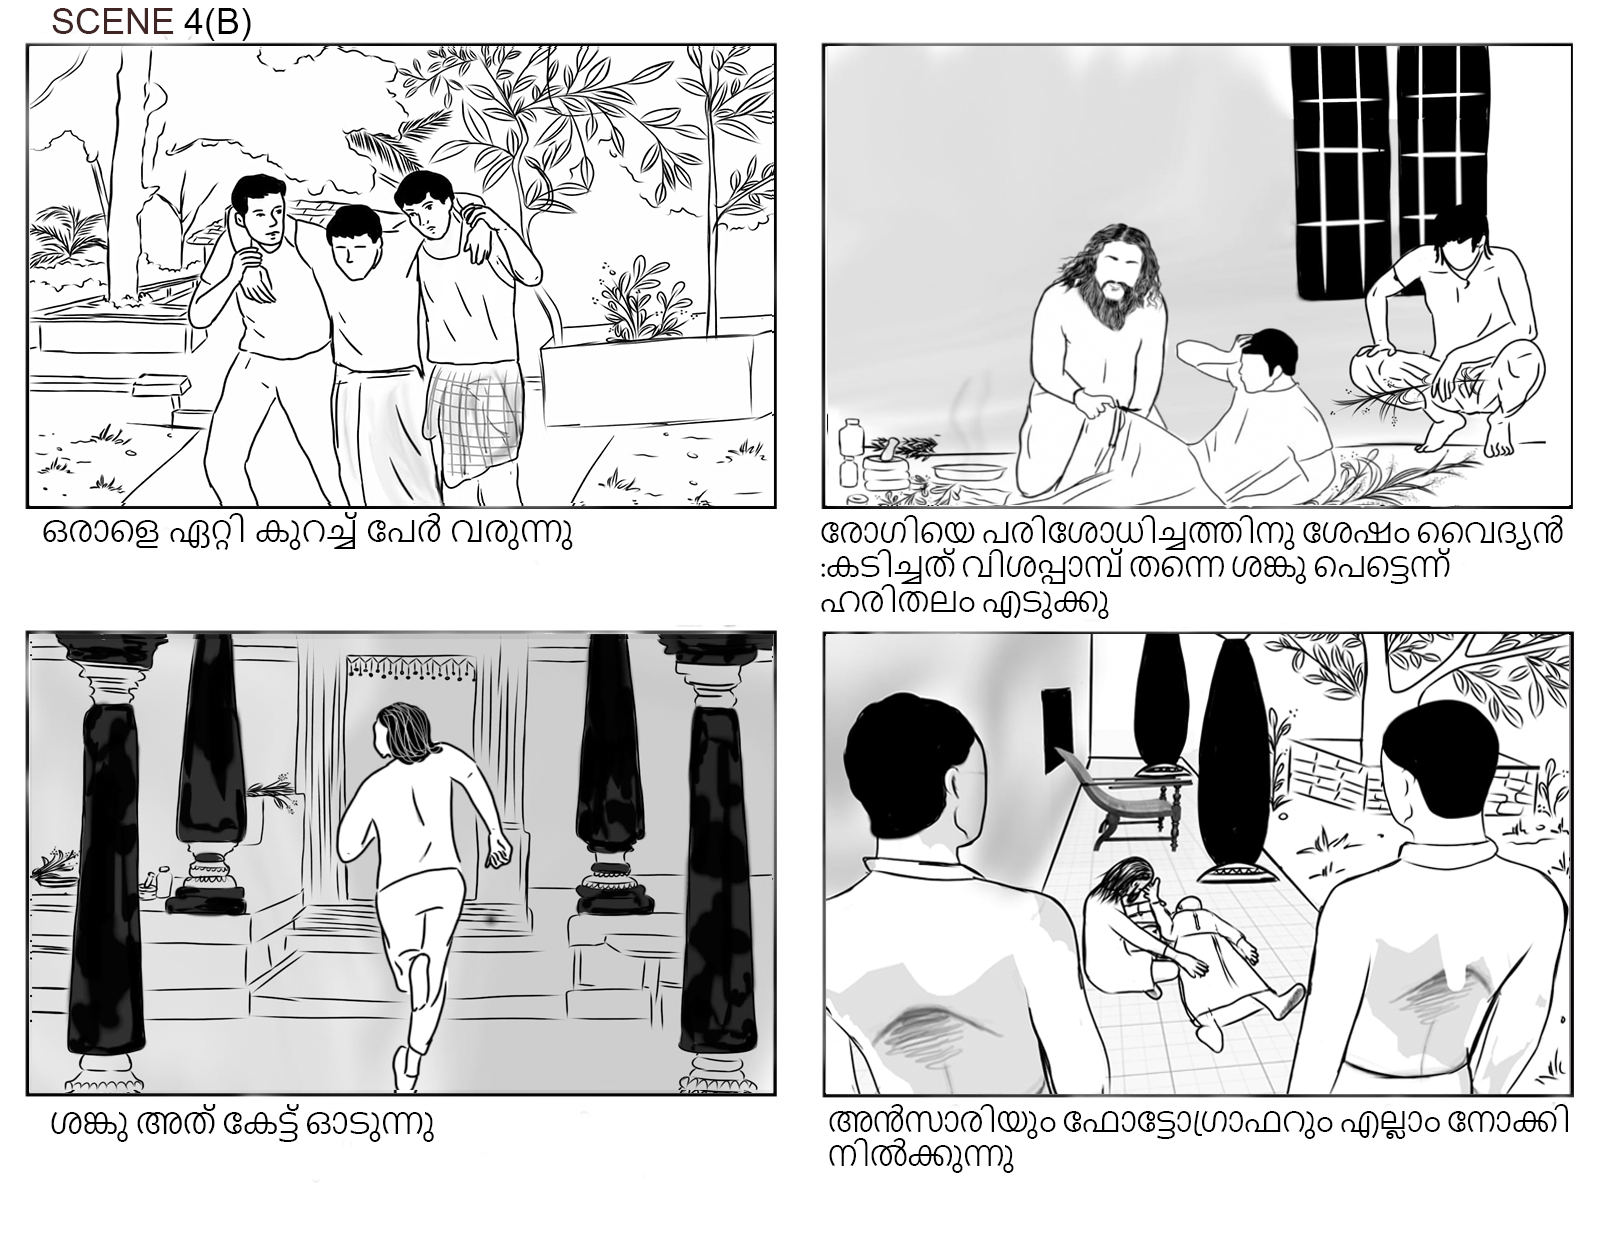 SCENE 4(B)
ഒരാളെ ഏറ്റി കുറച്ച് പേർ വരുന്നു
രോഗിയെ പരിശോധിച്ചത്തിനു ശേഷം വൈദ്യൻ
:കടിച്ചത് വിശപ്പാമ്പ് തന്നെ ശങ്കു പെട്ടെന്ന്
ഹരിതലം എടുക്കു
ശങ്കു അത് കേട്ട് ഓടുന്നു
അൻസാരിയും ഫോട്ടോഗ്രാഫറും എല്ലാം നോക്കി
നിൽക്കുന്നു